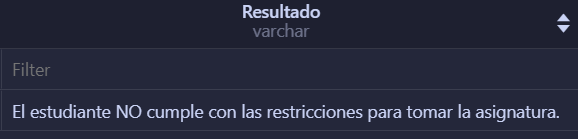 Resultado
varchar
Filter
El estudiante NO cumple con las restricciones para tomar la asignatura.